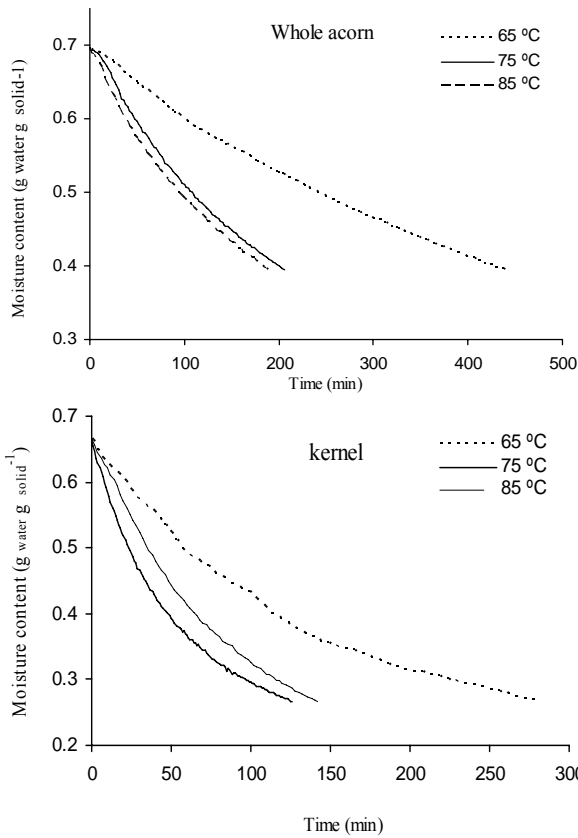 Whole acorn
65 ºC
75 ºC
85 ºC
Moisture content (g water g solid-1)
0.7
0.6
0.5
0.4
0.3
0 100 200 300 400 500
Time (min)
kernel
65 ºC
75 ºC
85 ºC
Moisture content (g water g solid-1)
0.7
0.6
0.5
0.4
0.3
0.2
0 50 100 150 200 250 300
Time (min)